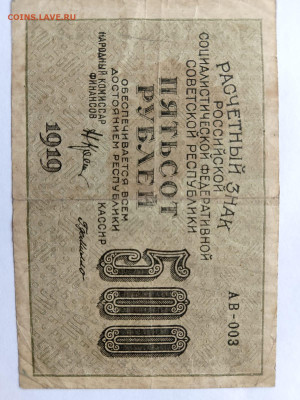 COINS.LAVE.RU
РАСЧЕТНЫЙ ЗНАК
РОССИЙСКОЙ
СОЦИАЛИСТИЧЕСКОЙ ФЕДЕРАТИВНОЙ
СОВЕТСКОЙ РЕСПУБЛИКИ
ПЯТЬСОТ
РУБЛЕЙ
ОБЕСПЕЧИВАЕТСЯ ВСЕМ
ДОСТОЯНИЕМ РЕСПУБЛИКИ
НАРОДНЫЙ КОМИССАР
ФИНАНСОВ
КАССИР
1919
500
АВ-003